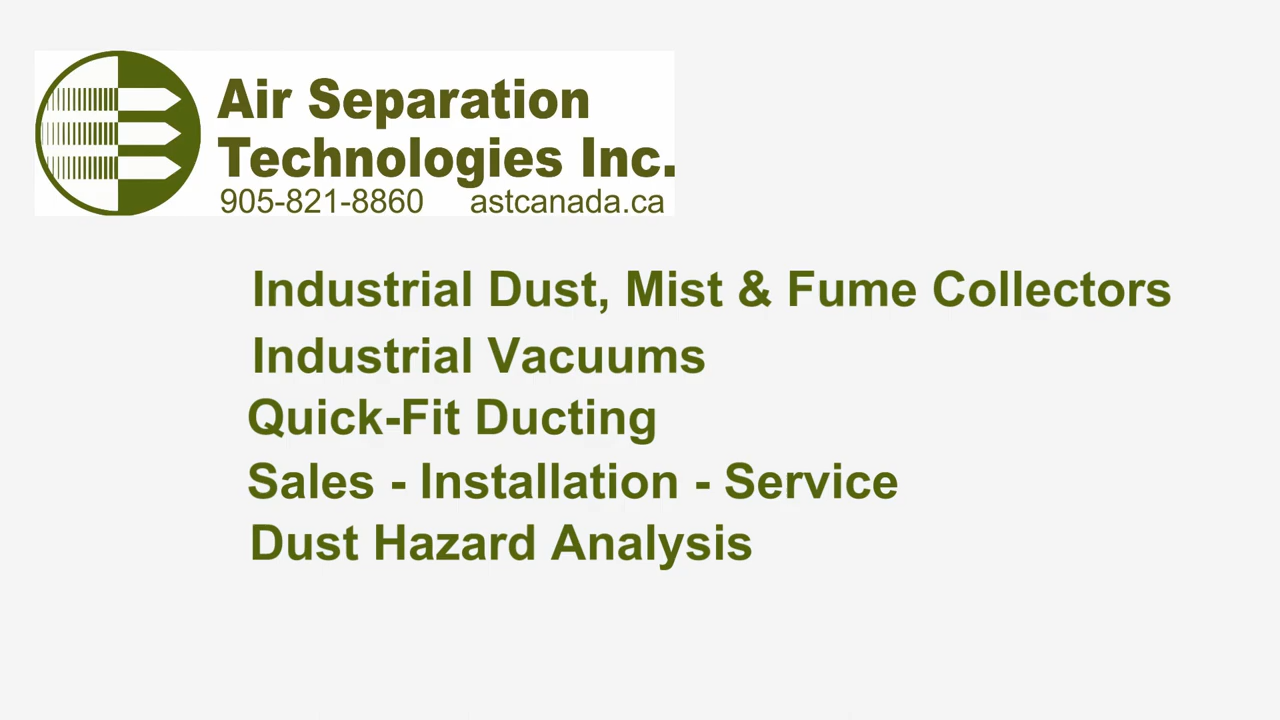 Air Separation
Technologies Inc.
905-821-8860 astcanada.ca
Industrial Dust, Mist & Fume Collectors
Industrial Vacuums
Quick-Fit Ducting
Sales - Installation - Service
Dust Hazard Analysis